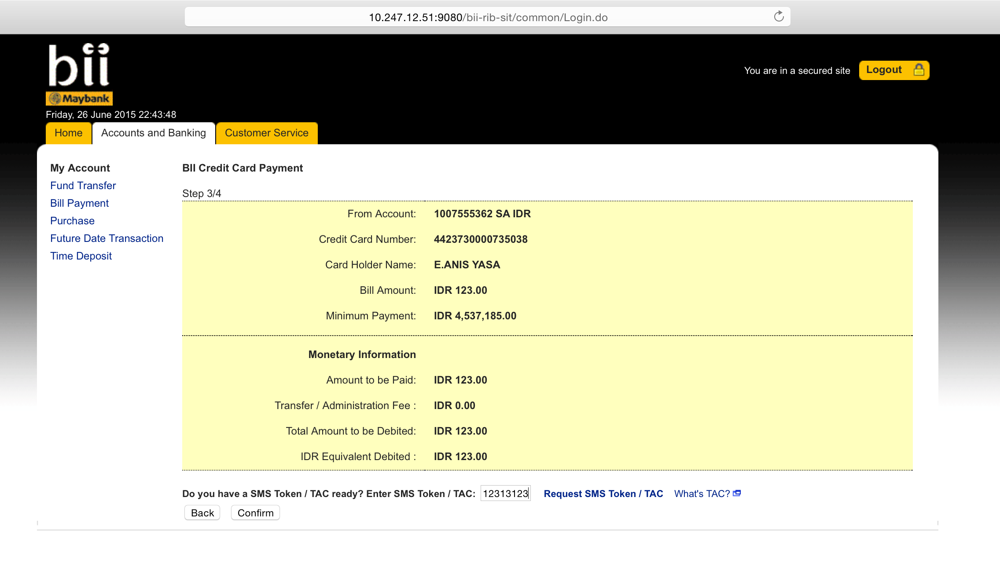 10.247.12.51:9080/bii-rib-sit/common/Login.do
bii
Maybank
You are in a secured site
Logout
Friday, 26 June 2015 22:43:48
Home
Accounts and Banking
Customer Service
My Account
Fund Transfer
Bill Payment
Purchase
Future Date Transaction
Time Deposit
BII Credit Card Payment
Step 3/4
From Account: 1007555362 SA IDR
Credit Card Number: 4423730000735038
Card Holder Name: E.ANIS YASA
Bill Amount: IDR 123.00
Minimum Payment: IDR 4,537,185.00
Monetary Information
Amount to be Paid: IDR 123.00
Transfer / Administration Fee : IDR 0.00
Total Amount to be Debited: IDR 123.00
IDR Equivalent Debited : IDR 123.00
Do you have a SMS Token / TAC ready? Enter SMS Token / TAC: 12313123 Request SMS Token / TAC What's TAC?
Back Confirm